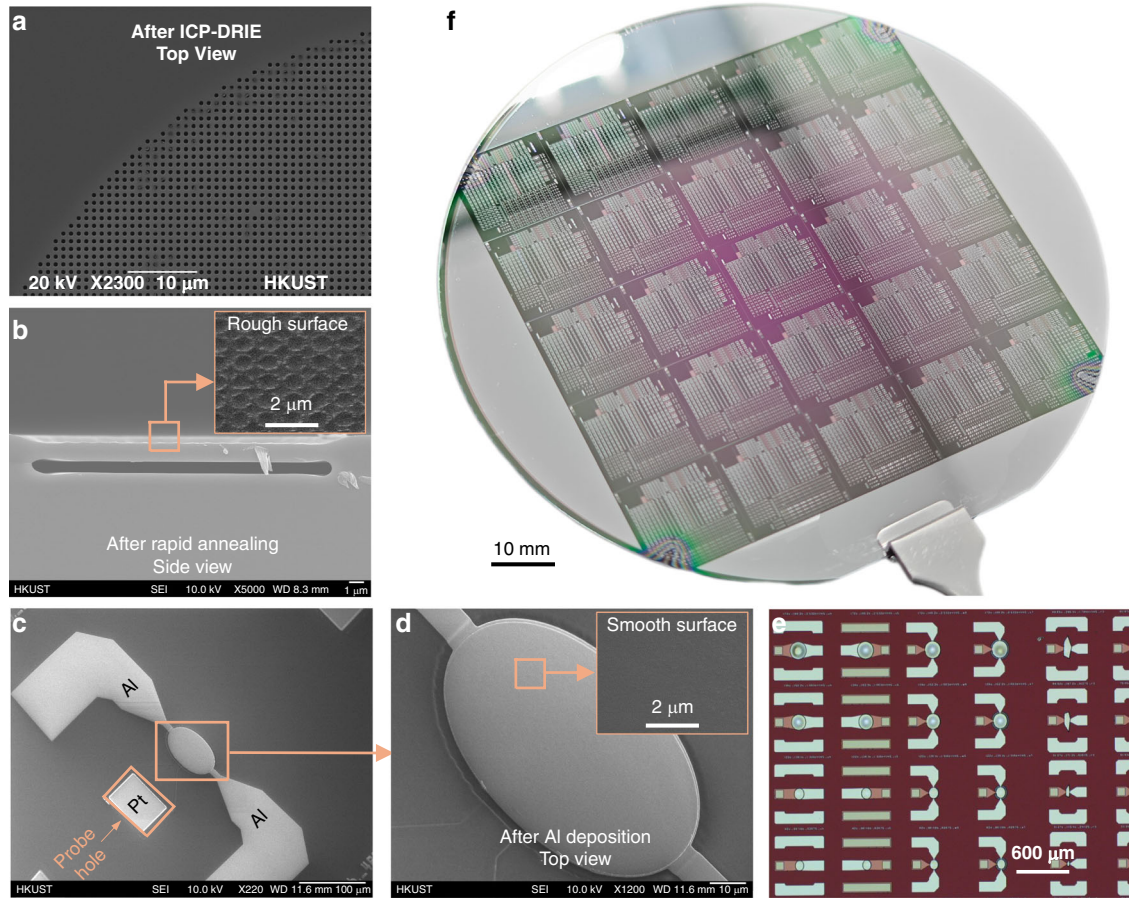 a
After ICP-DRIE
Top View
20 kV X2300 10 μm HKUST
b
Rough surface
2 μm
After rapid annealing
Side view
HKUST SEI 10.0 kV X5000 WD 8.3 mm 1 μm
c
Al
Pt
Al
Probe
hole
HKUST SEI 10.0 kV X220 WD 11.6 mm 100 μm
d
Smooth surface
2 μm
After Al deposition
Top view
HKUST SEI 10.0 kV X1200 WD 11.6 mm 10 μm
e
600 μm
f
10 mm